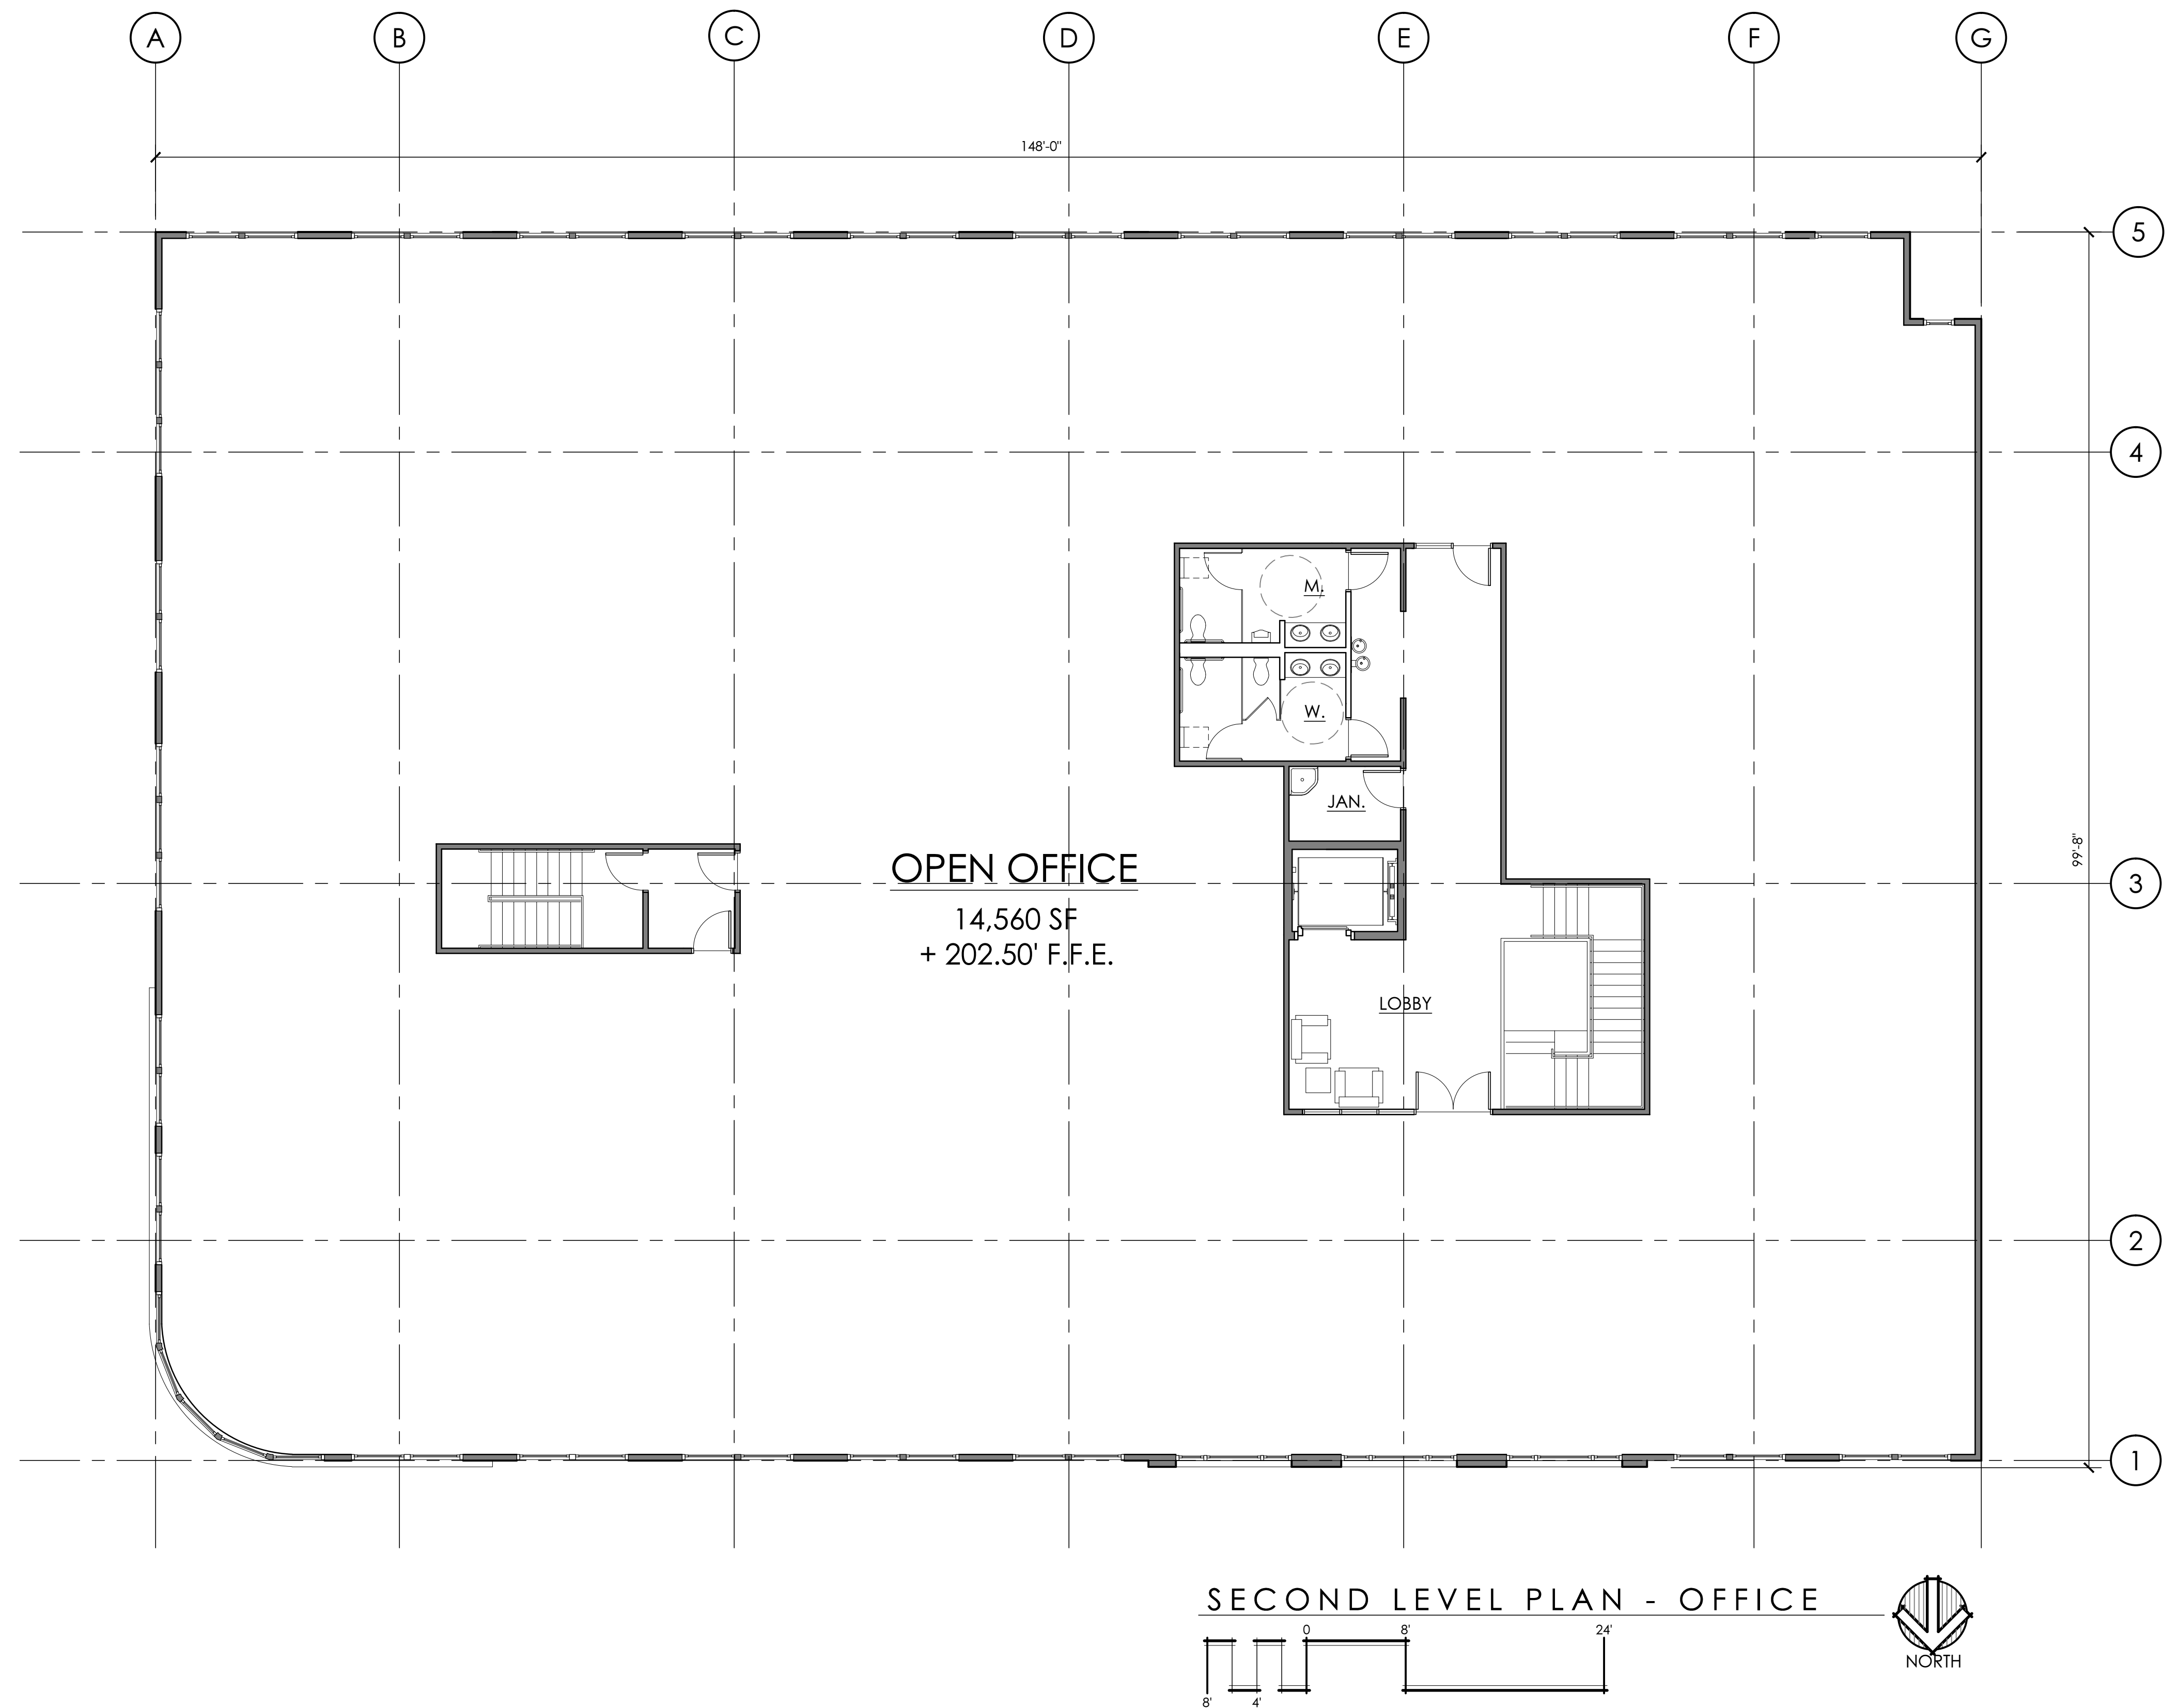 A B C D E F G
148'-0"
5
4
M.
W.
JAN.
99'-8"
OPEN OFFICE
3
14,560 SF
+ 202.50' F.F.E.
LOBBY
2
1
SECOND LEVEL PLAN - OFFICE
0 8' 24'
NORTH
8' 4'